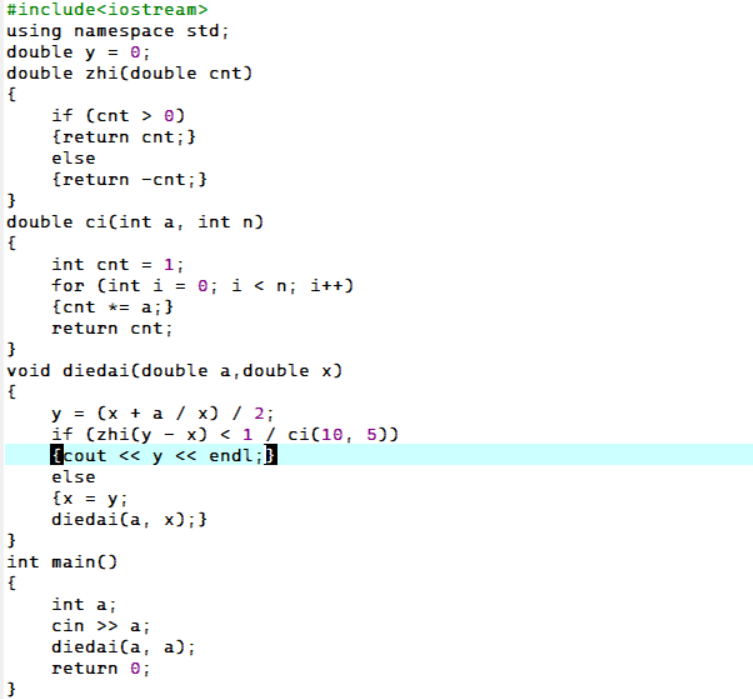 #include<iostream>
using namespace std;
double y = 0;
double zhi(double cnt)
{
    if (cnt > 0)
    {return cnt;}
    else
    {return -cnt;}
}
double ci(int a, int n)
{
    int cnt = 1;
    for (int i = 0; i < n; i++)
    {cnt *= a;}
    return cnt;
}
void diedai(double a,double x)
{
    y = (x + a / x) / 2;
    if (zhi(y - x) < 1 / ci(10, 5))
    {cout << y << endl;}
    else
    {x = y;
    diedai(a, x);}
}
int main()
{
    int a;
    cin >> a;
    diedai(a, a);
    return 0;
}